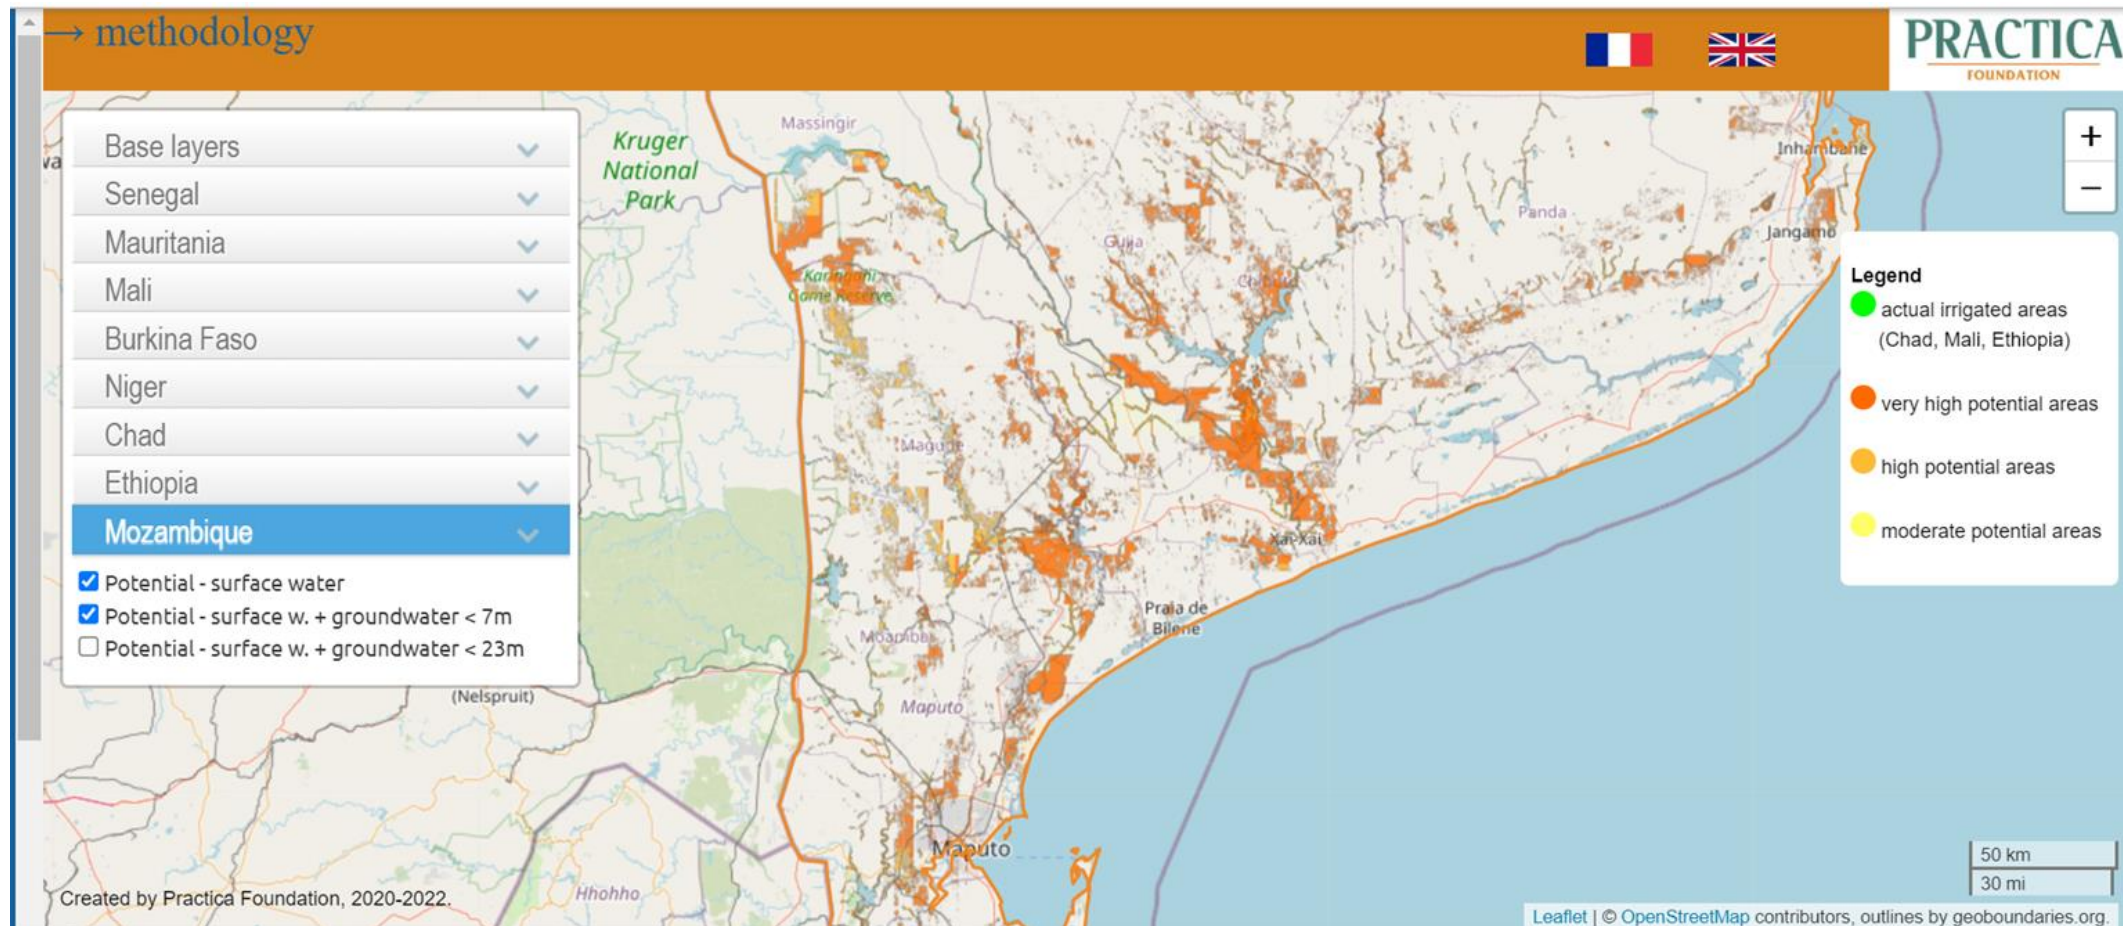 → methodology
PRACTICA
FOUNDATION
Base layers
Senegal
Mauritania
Mali
Burkina Faso
Niger
Chad
Ethiopia
Mozambique
Potential - surface water
Potential - surface w. + groundwater < 7m
Potential - surface w. + groundwater < 23m
(Nelspruit)
Created by Practica Foundation, 2020-2022.
Hhohho
Kruger
National
Park
Massingir
Karingani
Game Reserve
Guija
Chibuto
Panda
Inhambane
Jangamo
Magude
Xai-Xai
Praia de
Bilene
Moamba
Maputo
Maputo
+
−
Legend
actual irrigated areas
(Chad, Mali, Ethiopia)
very high potential areas
high potential areas
moderate potential areas
50 km
30 mi
Leaflet | © OpenStreetMap contributors, outlines by geoboundaries.org.